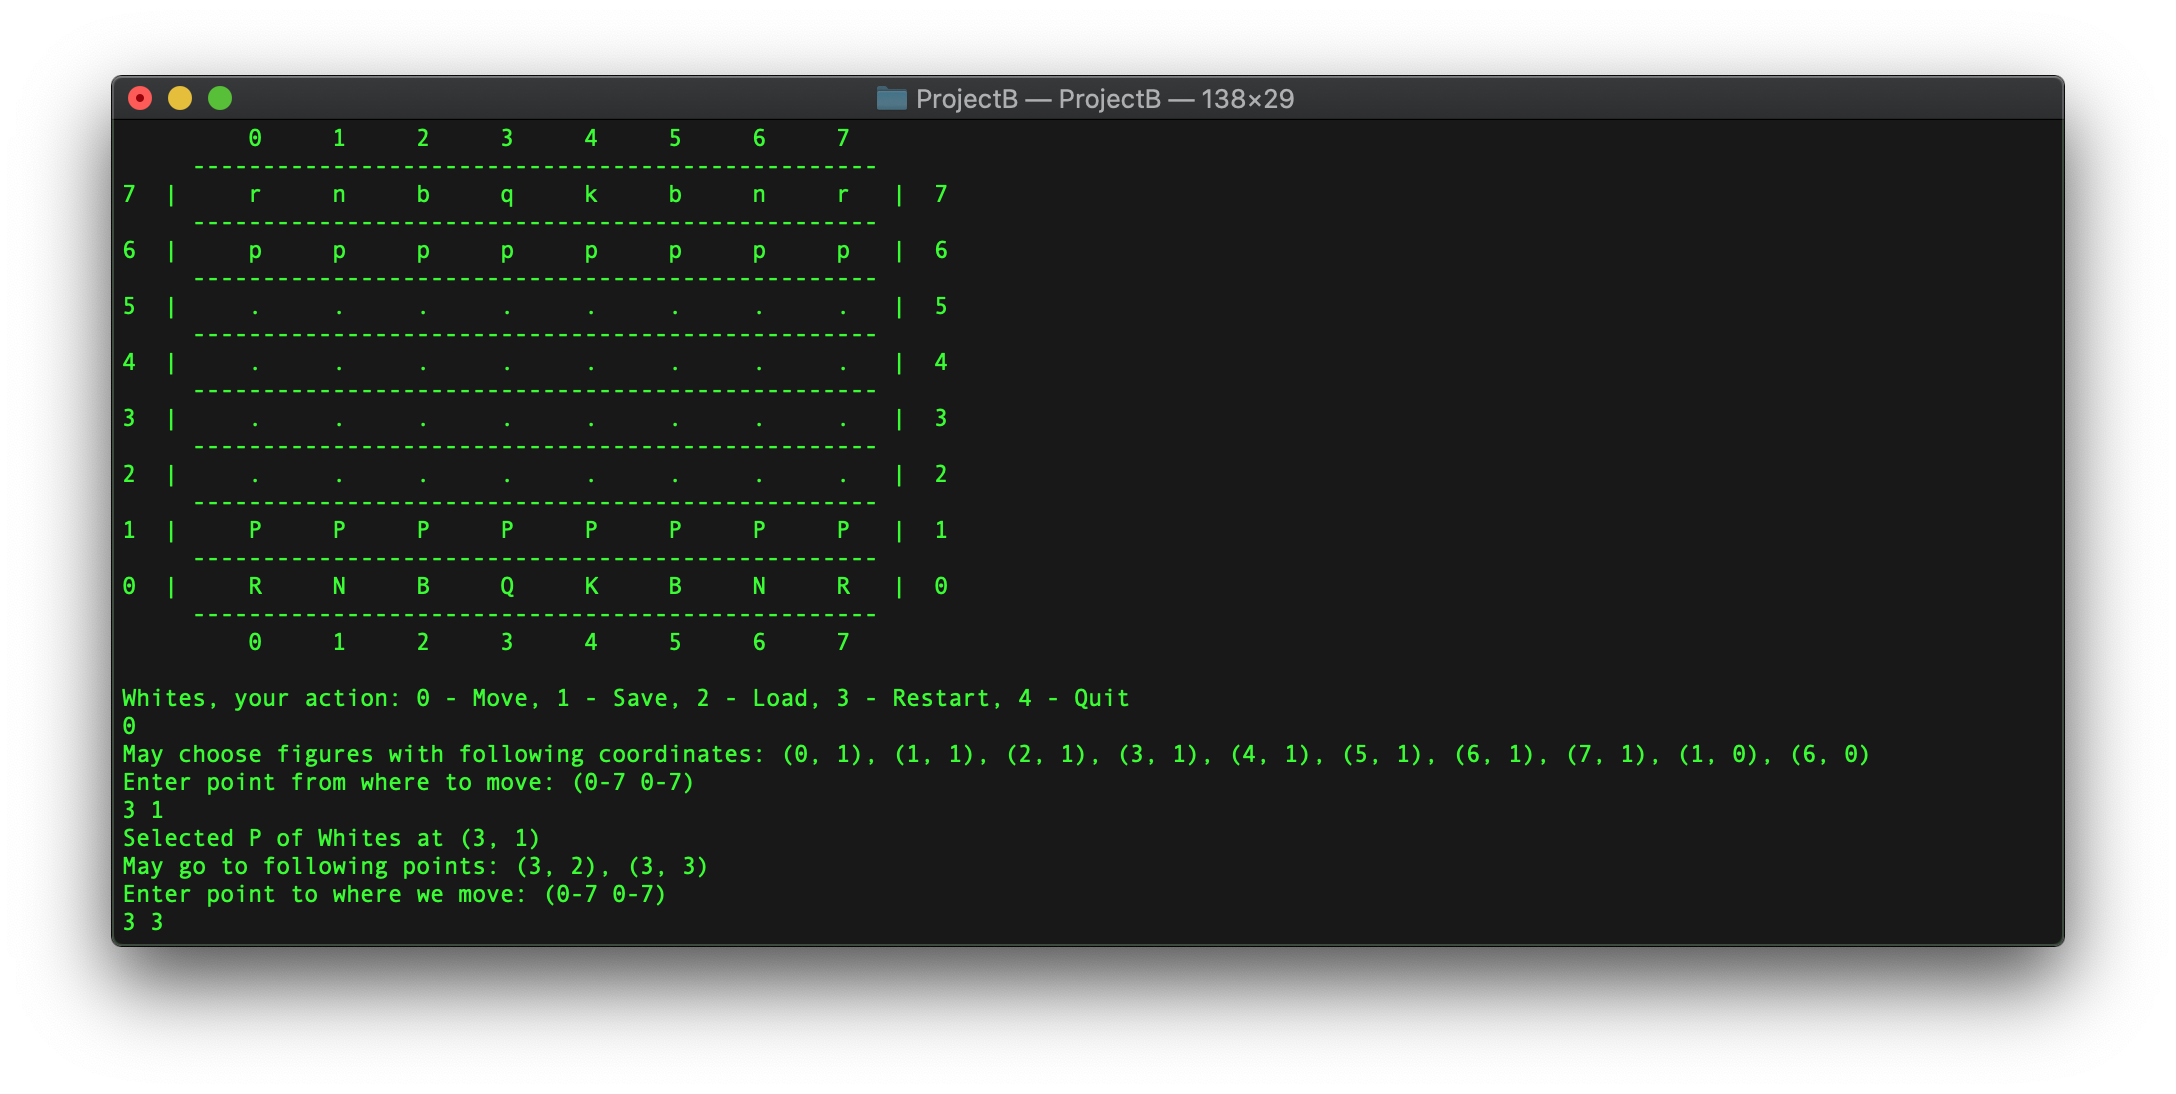 ProjectB — ProjectB — 138×29
0 1 2 3 4 5 6 7
-------------------------------------------------
7 | r n b q k b n r | 7
-------------------------------------------------
6 | p p p p p p p p | 6
-------------------------------------------------
5 | . . . . . . . . | 5
-------------------------------------------------
4 | . . . . . . . . | 4
-------------------------------------------------
3 | . . . . . . . . | 3
-------------------------------------------------
2 | . . . . . . . . | 2
-------------------------------------------------
1 | P P P P P P P P | 1
-------------------------------------------------
0 | R N B Q K B N R | 0
-------------------------------------------------
0 1 2 3 4 5 6 7
Whites, your action: 0 - Move, 1 - Save, 2 - Load, 3 - Restart, 4 - Quit
0
May choose figures with following coordinates: (0, 1), (1, 1), (2, 1), (3, 1), (4, 1), (5, 1), (6, 1), (7, 1), (1, 0), (6, 0)
Enter point from where to move: (0-7 0-7)
3 1
Selected P of Whites at (3, 1)
May go to following points: (3, 2), (3, 3)
Enter point to where we move: (0-7 0-7)
3 3